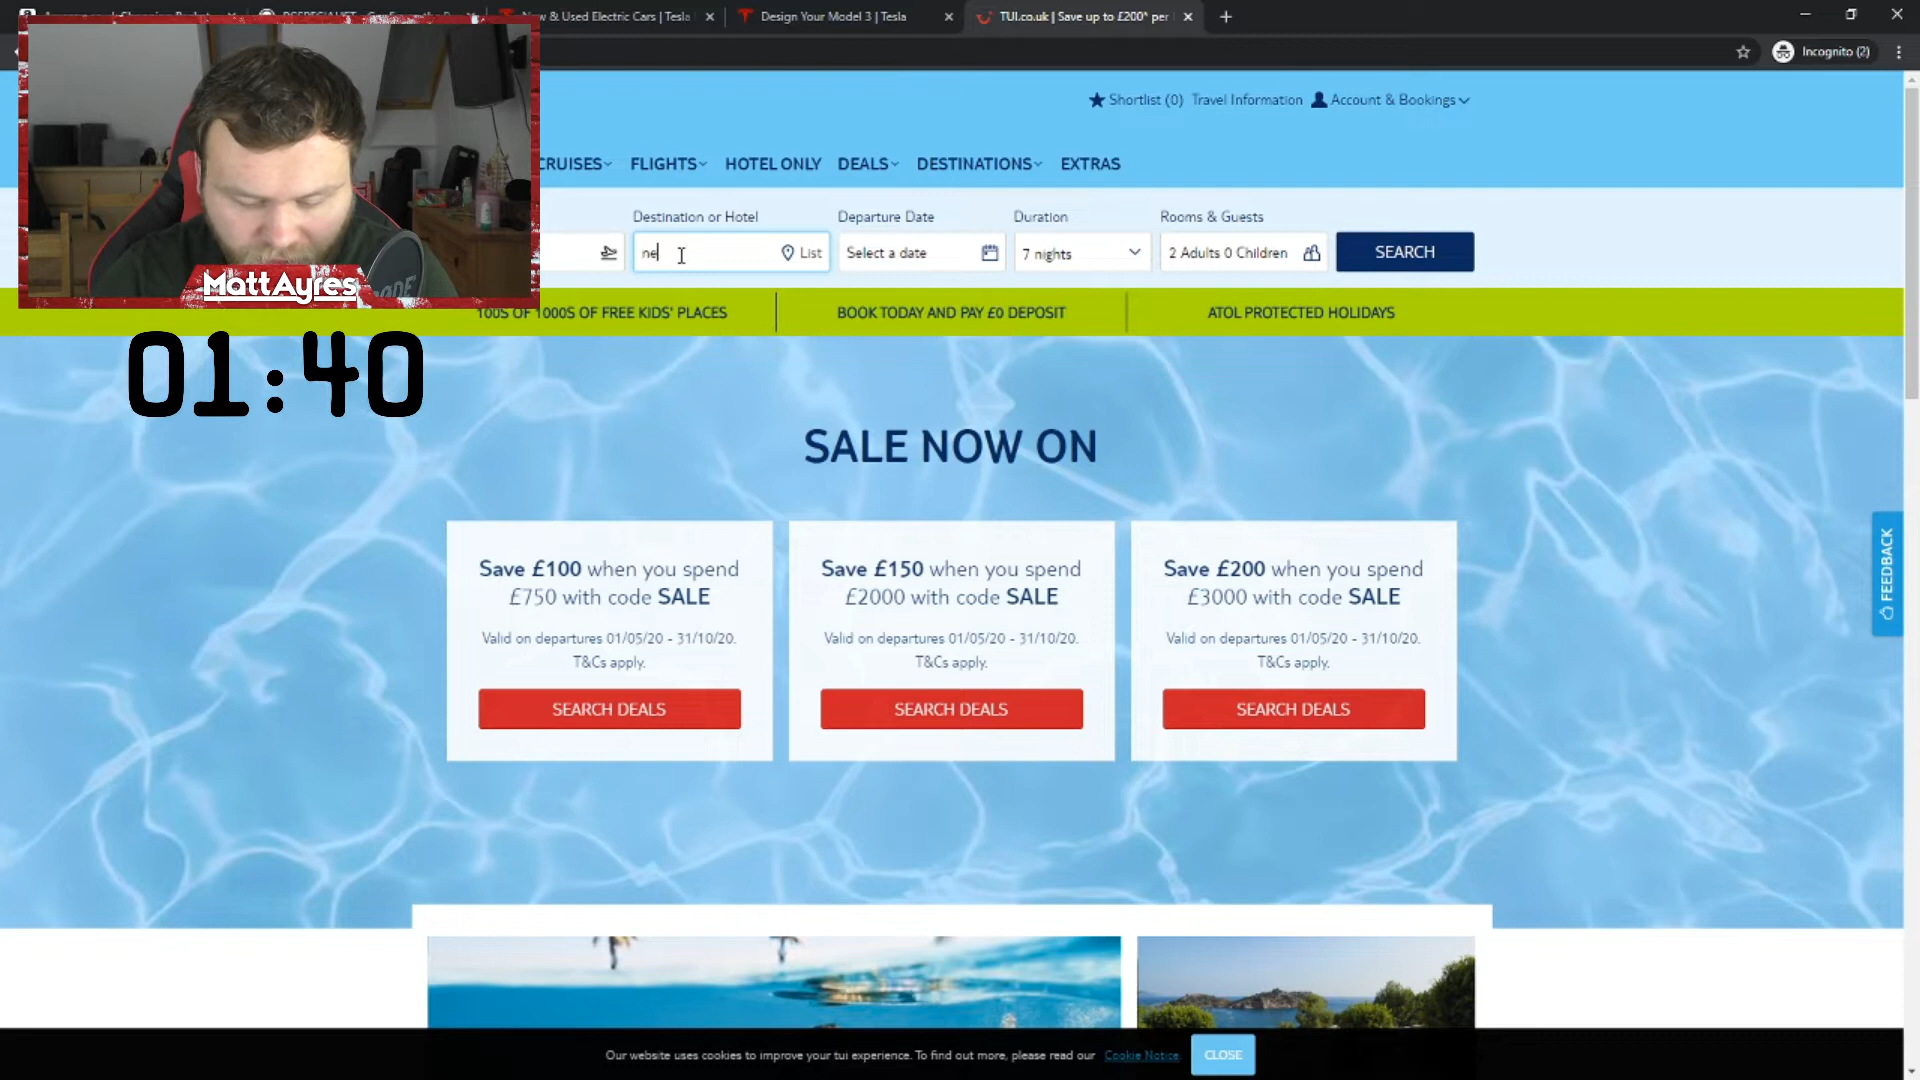 New & Used Electric Cars | Tesla
Design Your Model 3 | Tesla
TUI.co.uk | Save up to £200* per
Incognito (2)
Shortlist (0) Travel Information Account & Bookings
CRUISES FLIGHTS HOTEL ONLY DEALS DESTINATIONS EXTRAS
Destination or Hotel Departure Date Duration Rooms & Guests
ne List Select a date 7 nights 2 Adults 0 Children SEARCH
MattAyres
100S OF 1000S OF FREE KIDS' PLACES BOOK TODAY AND PAY £0 DEPOSIT ATOL PROTECTED HOLIDAYS
01:40
SALE NOW ON
Save £100 when you spend
£750 with code SALE
Valid on departures 01/05/20 - 31/10/20.
T&Cs apply.
SEARCH DEALS
Save £150 when you spend
£2000 with code SALE
Valid on departures 01/05/20 - 31/10/20.
T&Cs apply.
SEARCH DEALS
Save £200 when you spend
£3000 with code SALE
Valid on departures 01/05/20 - 31/10/20.
T&Cs apply.
SEARCH DEALS
FEEDBACK
Our website uses cookies to improve your tui experience. To find out more, please read our Cookie Notice. CLOSE